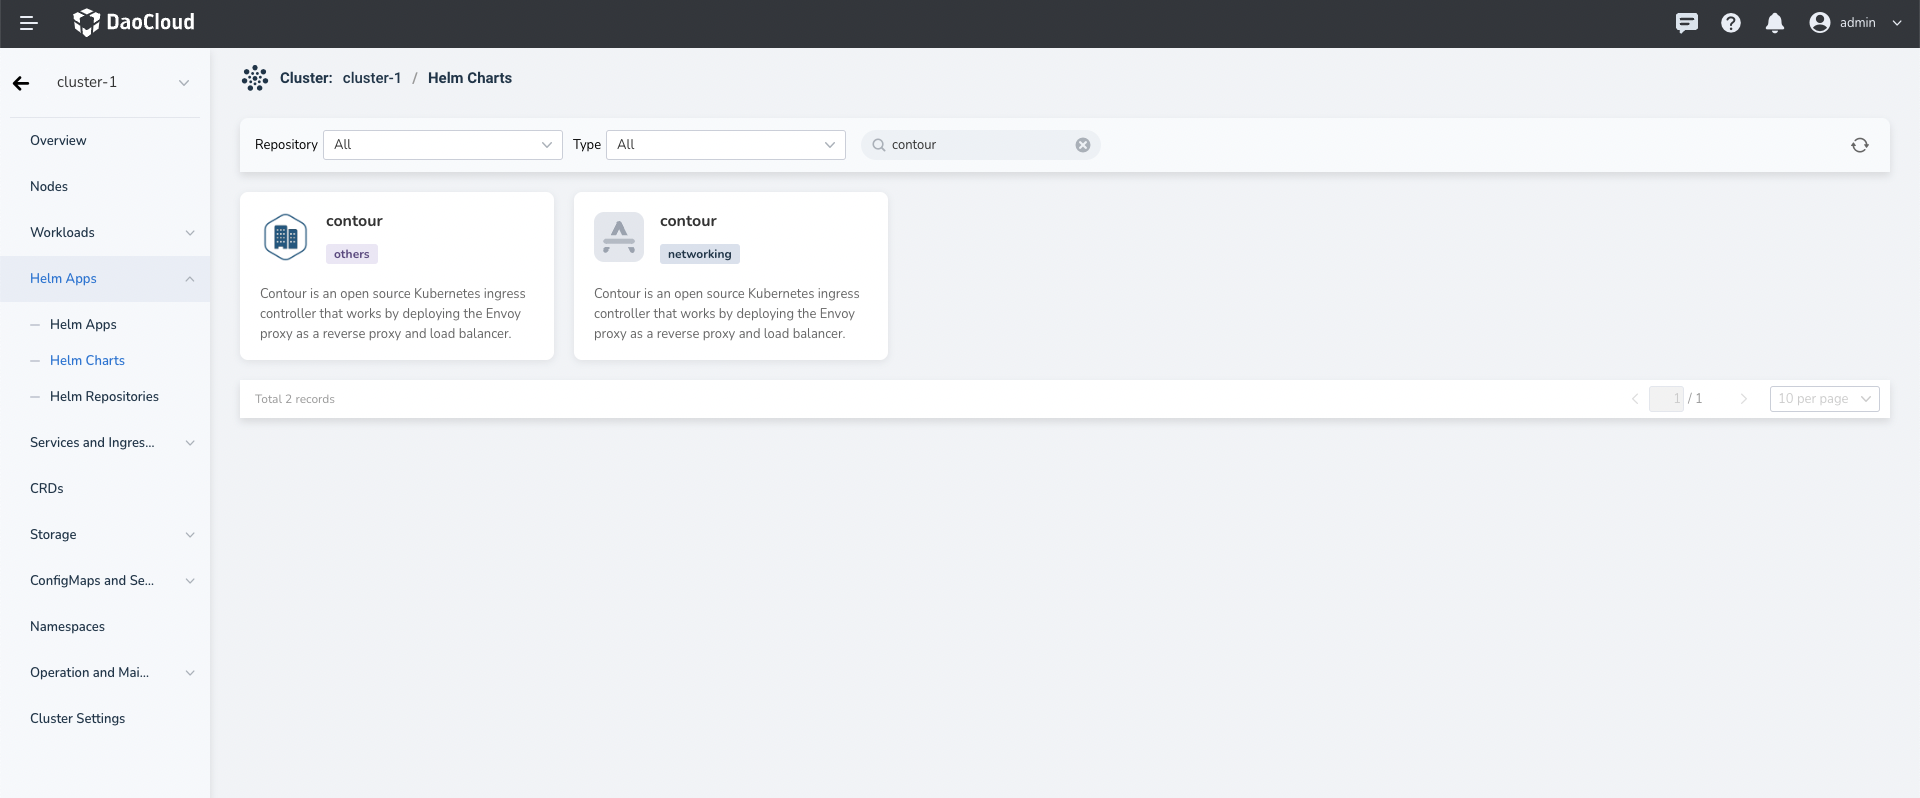 DaoCloud
admin
cluster-1
Overview
Nodes
Workloads
Helm Apps
Helm Apps
Helm Charts
Helm Repositories
Services and Ingres...
CRDs
Storage
ConfigMaps and Se...
Namespaces
Operation and Mai...
Cluster Settings
Cluster: cluster-1 / Helm Charts
Repository All Type All contour
contour
others
Contour is an open source Kubernetes ingress
controller that works by deploying the Envoy
proxy as a reverse proxy and load balancer.
contour
networking
Contour is an open source Kubernetes ingress
controller that works by deploying the Envoy
proxy as a reverse proxy and load balancer.
Total 2 records 1 / 1 10 per page